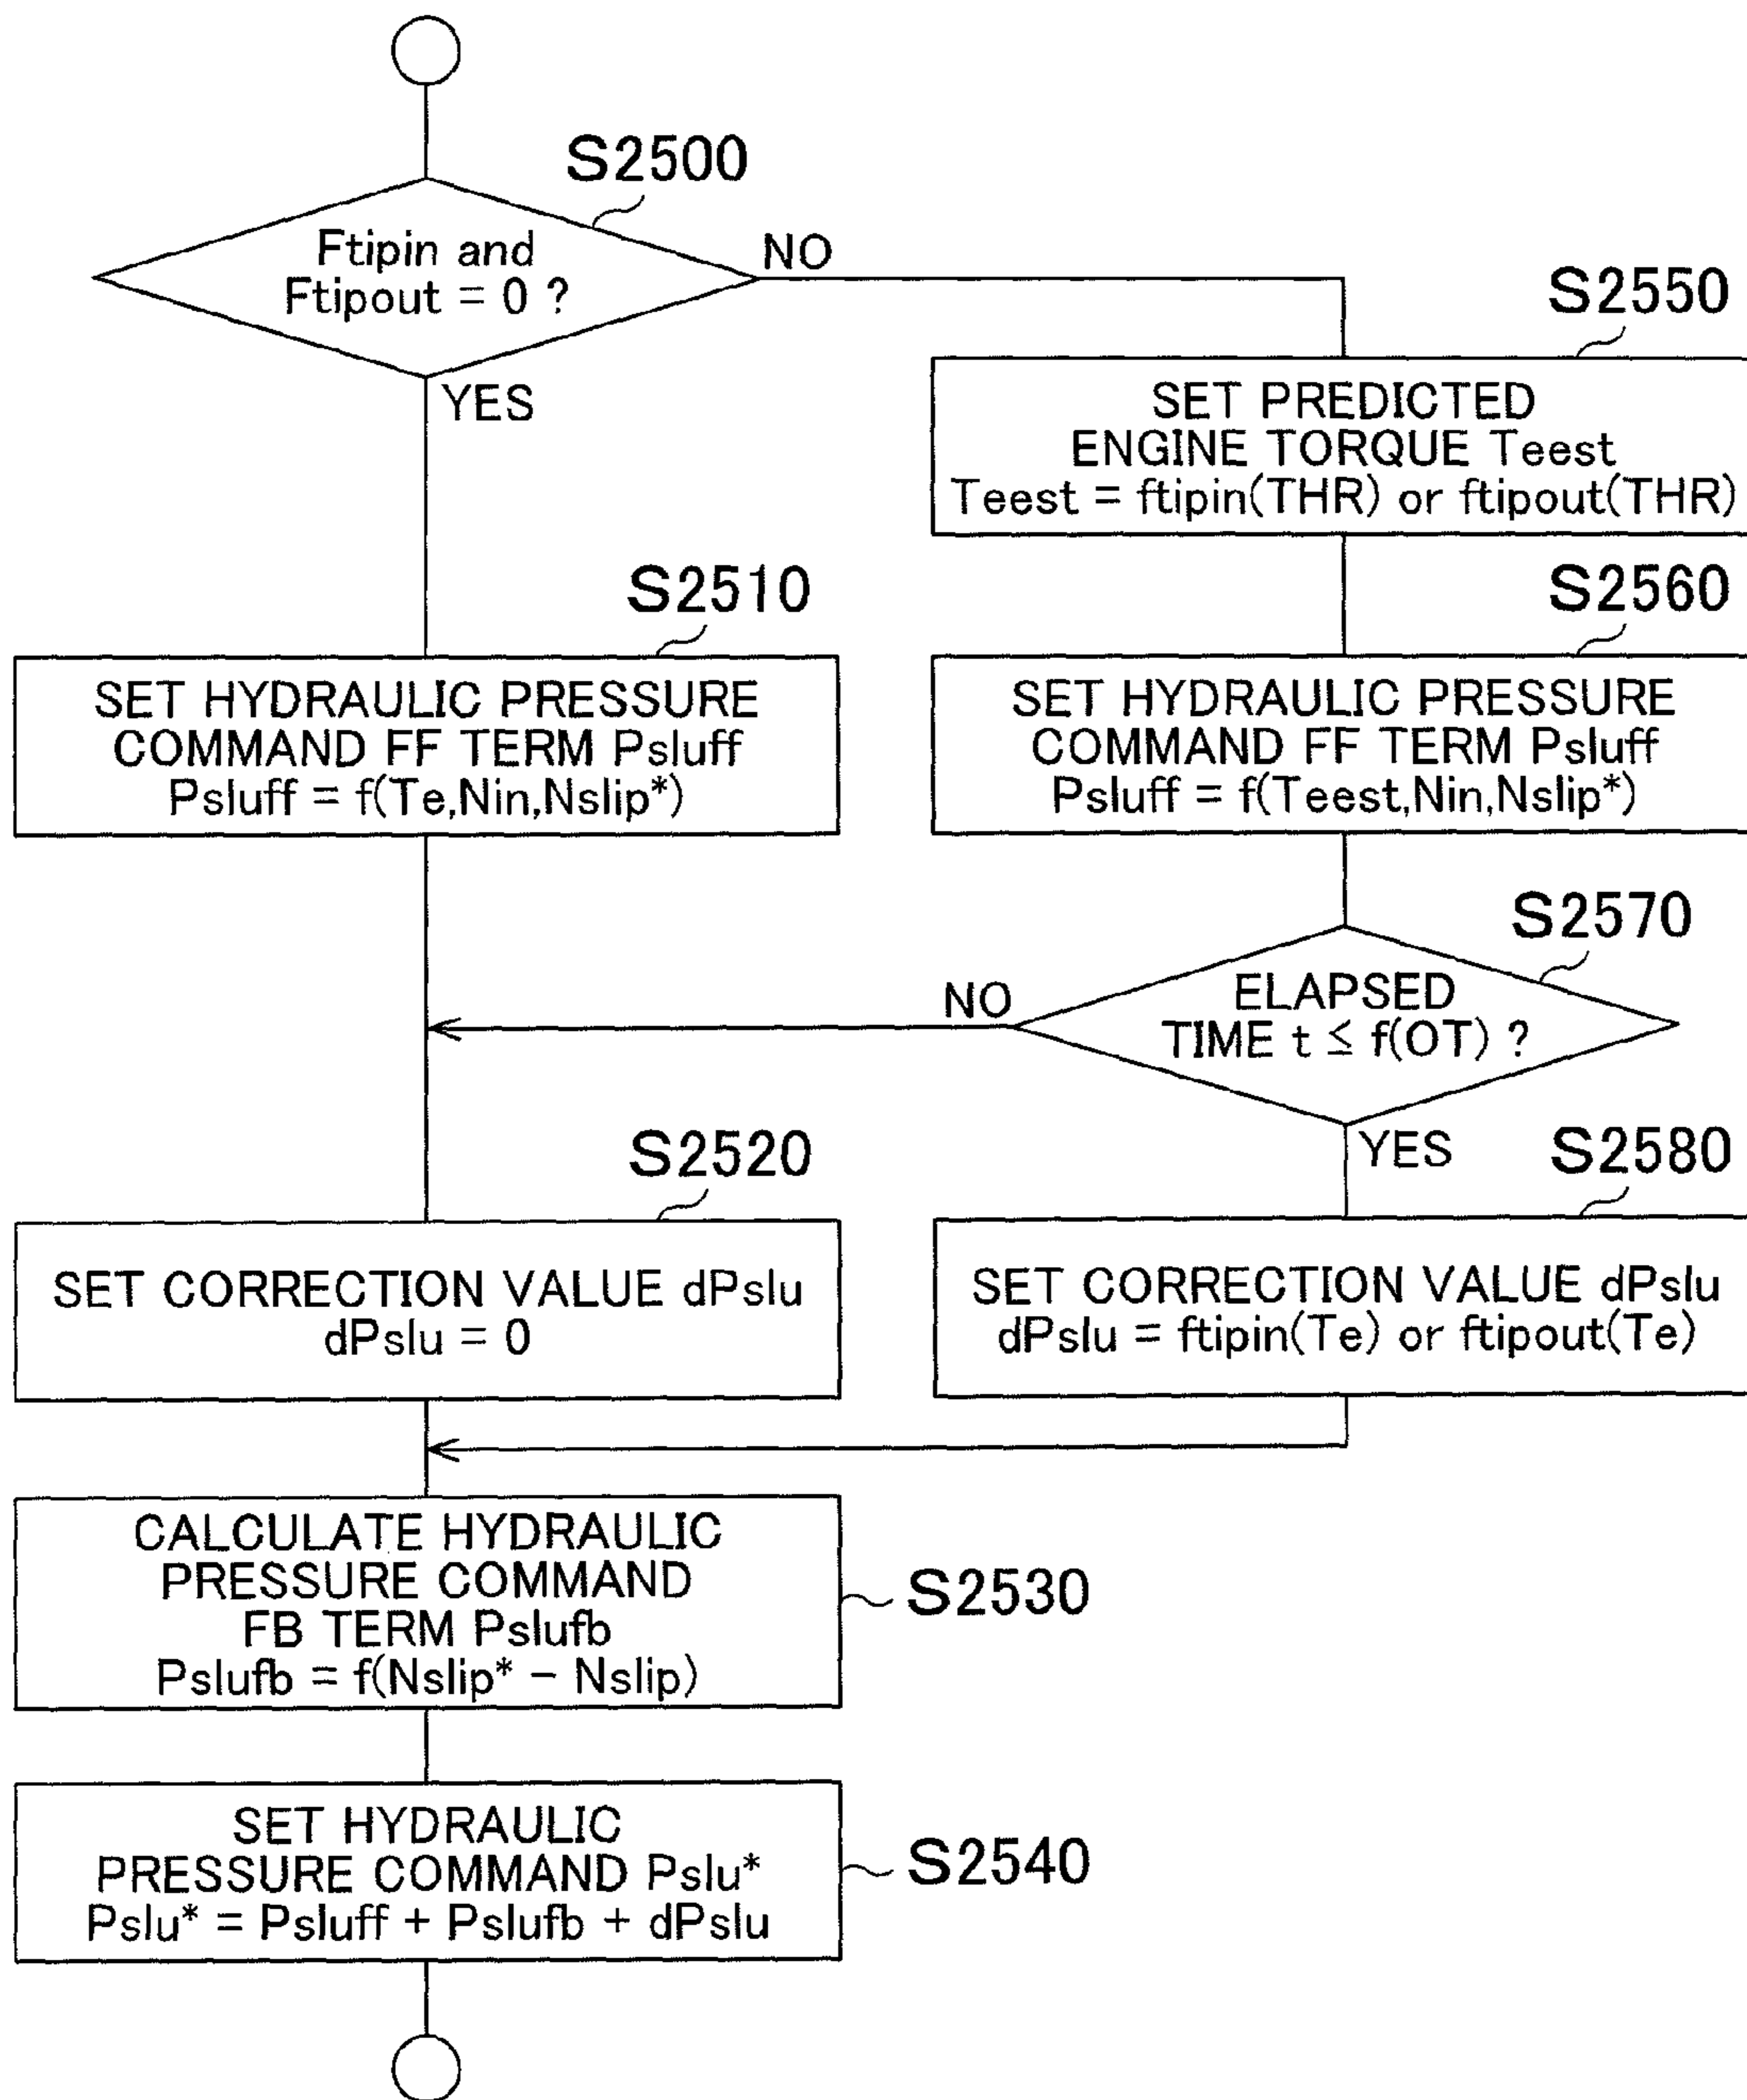 S2500
Ftipin and
Ftipout = 0 ?
NO
YES
S2550
SET PREDICTED
ENGINE TORQUE Teest
Teest = ftipin(THR) or ftipout(THR)
S2510
SET HYDRAULIC PRESSURE
COMMAND FF TERM Psluff
Psluff = f(Te,Nin,Nslip*)
S2560
SET HYDRAULIC PRESSURE
COMMAND FF TERM Psluff
Psluff = f(Teest,Nin,Nslip*)
S2570
ELAPSED
TIME t ≤ f(OT) ?
NO
YES
S2520
SET CORRECTION VALUE dPslu
dPslu = 0
S2580
SET CORRECTION VALUE dPslu
dPslu = ftipin(Te) or ftipout(Te)
CALCULATE HYDRAULIC
PRESSURE COMMAND
FB TERM Pslufb
Pslufb = f(Nslip* - Nslip)
S2530
SET HYDRAULIC
PRESSURE COMMAND Pslu*
Pslu* = Psluff + Pslufb + dPslu
S2540